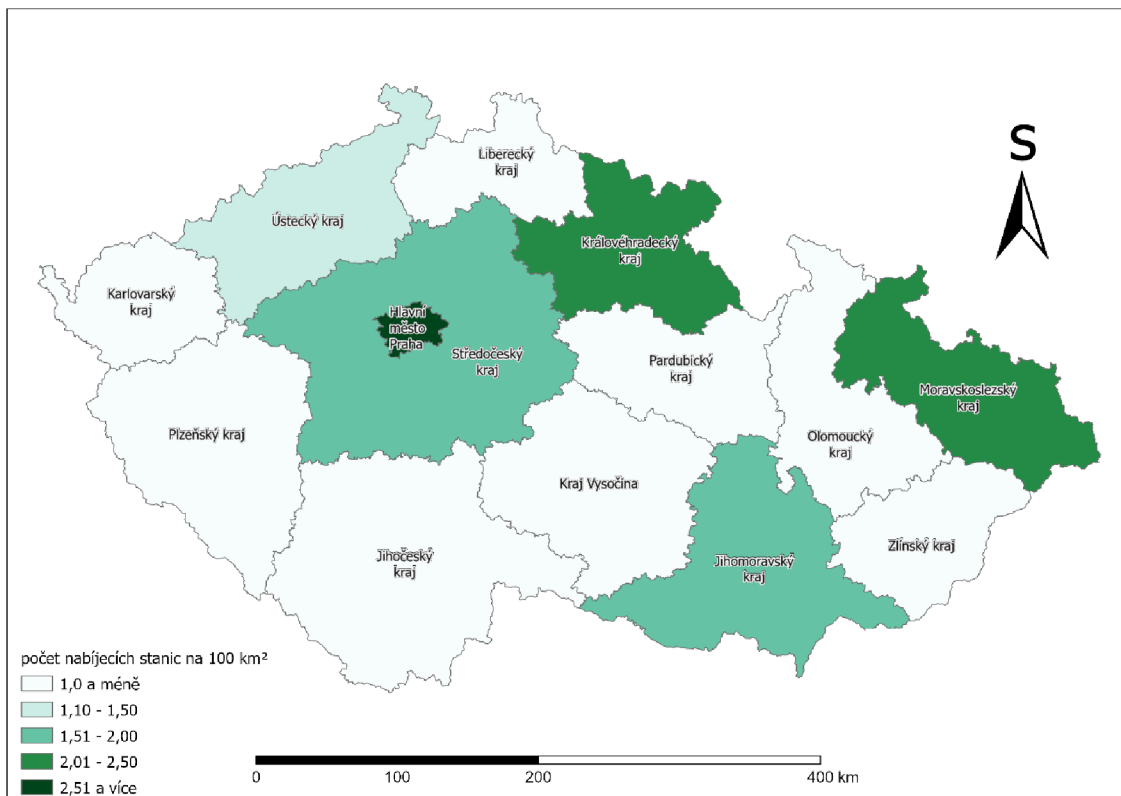 S
Liberecký
kraj
Ústecký kraj
Královéhradecký
kraj
Karlovarský
kraj
Hlavní
město
Praha
Středočeský
kraj
Pardubický
kraj
Moravskoslezský
kraj
Plzeňský kraj
Olomoucký
kraj
Kraj Vysočina
Jihočeský
kraj
Jihomoravský
kraj
Zlínský kraj
počet nabíjecích stanic na 100 km²
1,0 a méně
1,10 - 1,50
1,51 - 2,00
2,01 - 2,50
2,51 a více
0 100 200 400 km